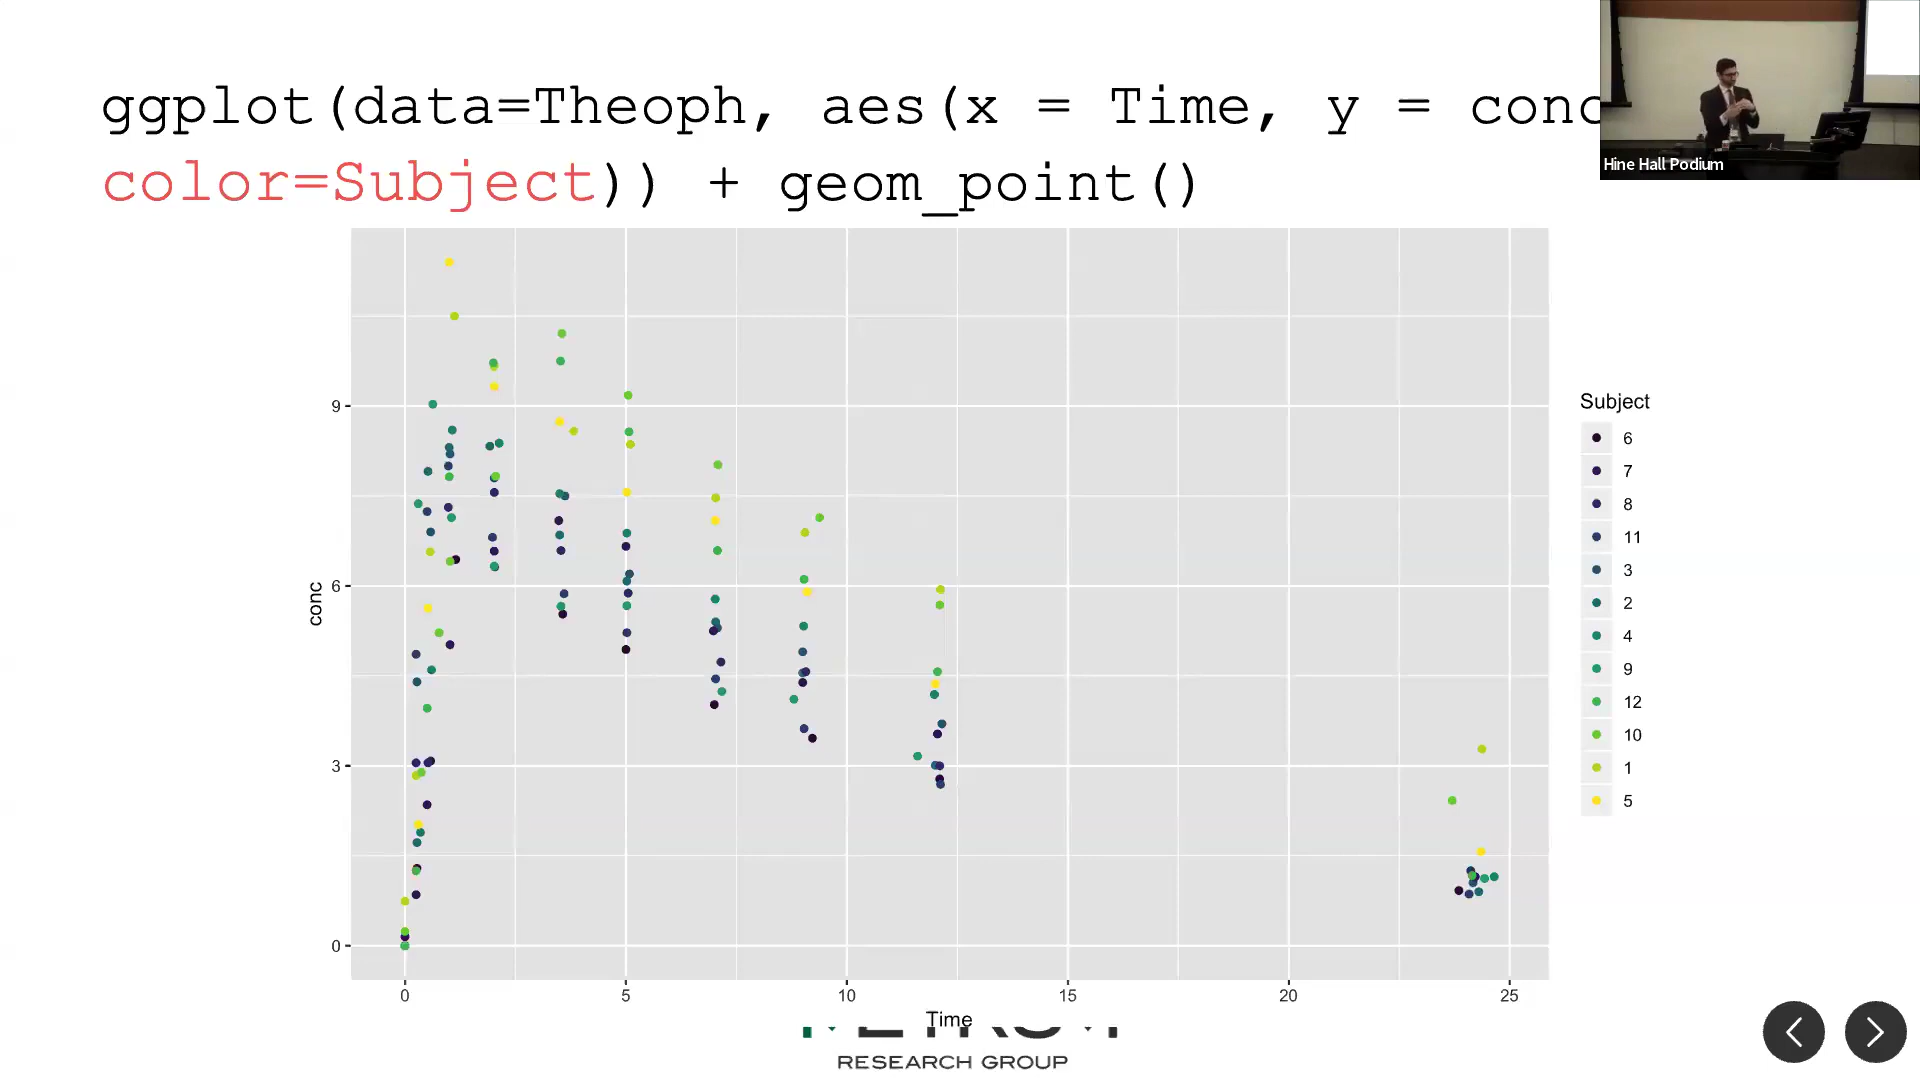 ggplot(data=Theoph, aes(x = Time, y = conc
color=Subject)) + geom_point()
Hine Hall Podium
9
6
3
0
conc
0 5 10 15 20 25
Time
Subject
6
7
8
11
3
2
4
9
12
10
1
5
RESEARCH GROUP